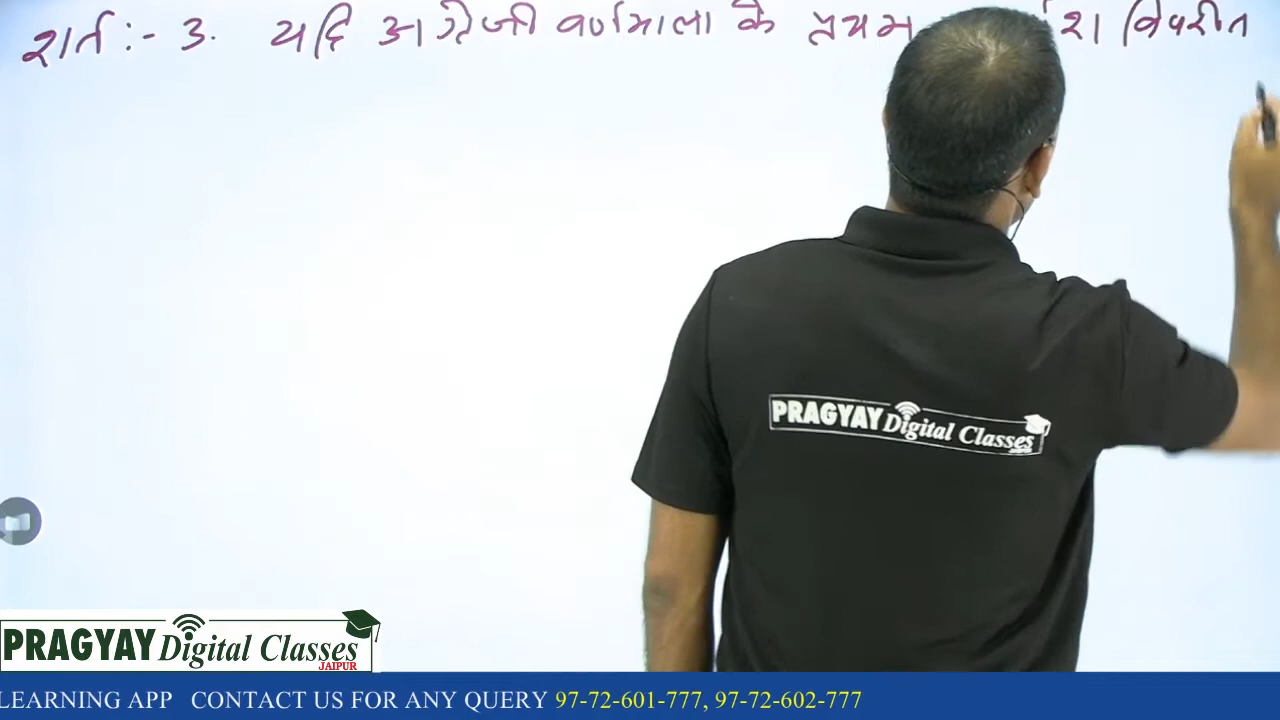 शर्त :- 3. यदि अंग्रेजी वर्णमाला के प्रथम विपरीत
PRAGYAY Digital Classes
PRAGYAY Digital Classes
JAIPUR
LEARNING APP CONTACT US FOR ANY QUERY 97-72-601-777, 97-72-602-777